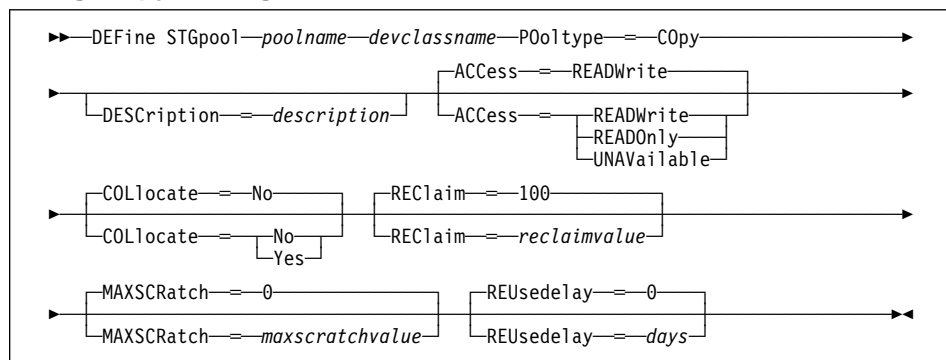 DEFine STGpool poolname devclassname POoltype = COpy
ACCess = READWrite
DESCription = description
ACCess = READWrite
READOnly
UNAVailable
COLlocate = No
REClaim = 100
COLlocate = No
Yes
REClaim = reclaimvalue
MAXSCRatch = 0
REUsedelay = 0
MAXSCRatch = maxscratchvalue
REUsedelay = days